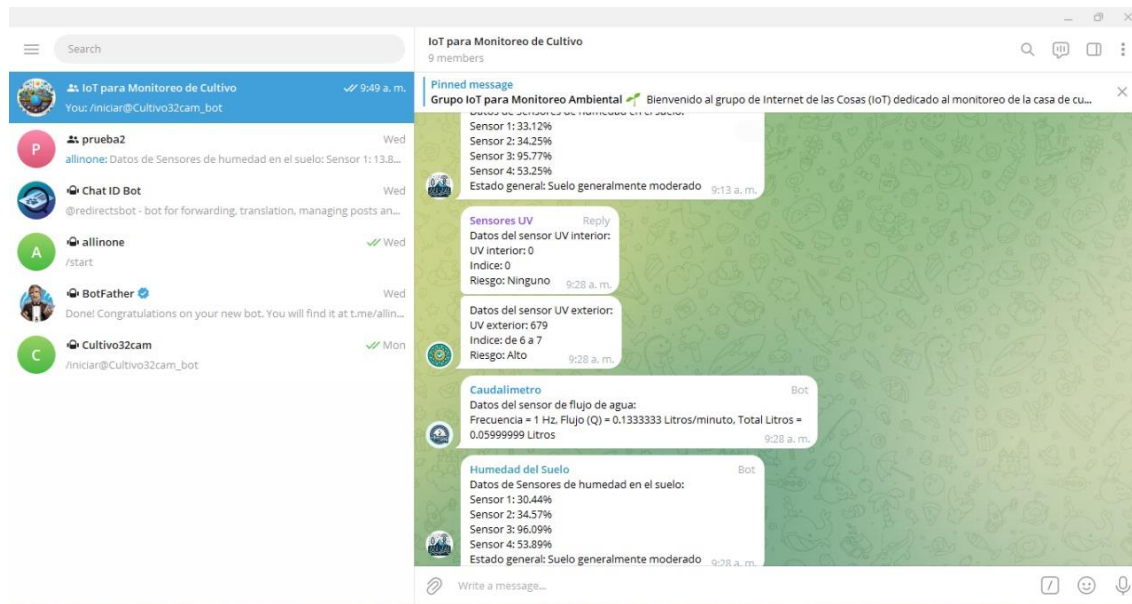 Search
IoT para Monitoreo de Cultivo
9:49 a. m.
You: /iniciar@Cultivo32cam_bot
P
prueba2
Wed
allinone: Datos de Sensores de humedad en el suelo: Sensor 1: 13.8...
Chat ID Bot
Wed
@redirectsbot - bot for forwarding, translation, managing posts an...
A
allinone
Wed
/start
BotFather
Wed
Done! Congratulations on your new bot. You will find it at t.me/allin...
C
Cultivo32cam
Mon
/iniciar@Cultivo32cam_bot
IoT para Monitoreo de Cultivo
9 members
Pinned message
Grupo IoT para Monitoreo Ambiental 🌱 Bienvenido al grupo de Internet de las Cosas (IoT) dedicado al monitoreo de la casa de cu...
Datos de Sensores de humedad en el suelo:
Sensor 1: 33.12%
Sensor 2: 34.25%
Sensor 3: 95.77%
Sensor 4: 53.25%
Estado general: Suelo generalmente moderado 9:13 a. m.
Sensores UV Reply
Datos del sensor UV interior:
UV interior: 0
Indice: 0
Riesgo: Ninguno 9:28 a. m.
Datos del sensor UV exterior:
UV exterior: 679
Indice: de 6 a 7
Riesgo: Alto 9:28 a. m.
Caudalimetro Bot
Datos del sensor de flujo de agua:
Frecuencia = 1 Hz, Flujo (Q) = 0.1333333 Litros/minuto, Total Litros =
0.05999999 Litros 9:28 a. m.
Humedad del Suelo Bot
Datos de Sensores de humedad en el suelo:
Sensor 1: 30.44%
Sensor 2: 34.57%
Sensor 3: 96.09%
Sensor 4: 53.89%
Estado general: Suelo generalmente moderado 9:28 a. m.
Write a message...